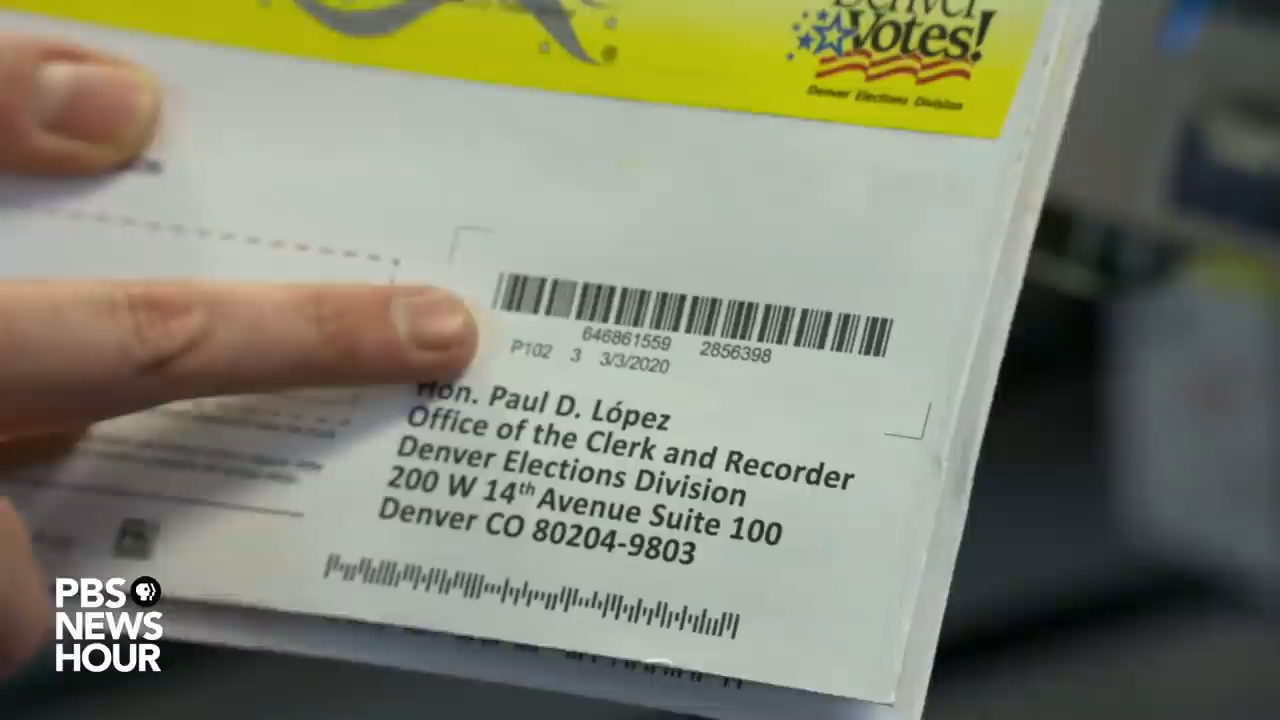 Denver
Votes!
Denver Elections Division
646861559 2856398
P102 3 3/3/2020
Hon. Paul D. López
Office of the Clerk and Recorder
Denver Elections Division
200 W 14th Avenue Suite 100
Denver CO 80204-9803
PBS
NEWS
HOUR